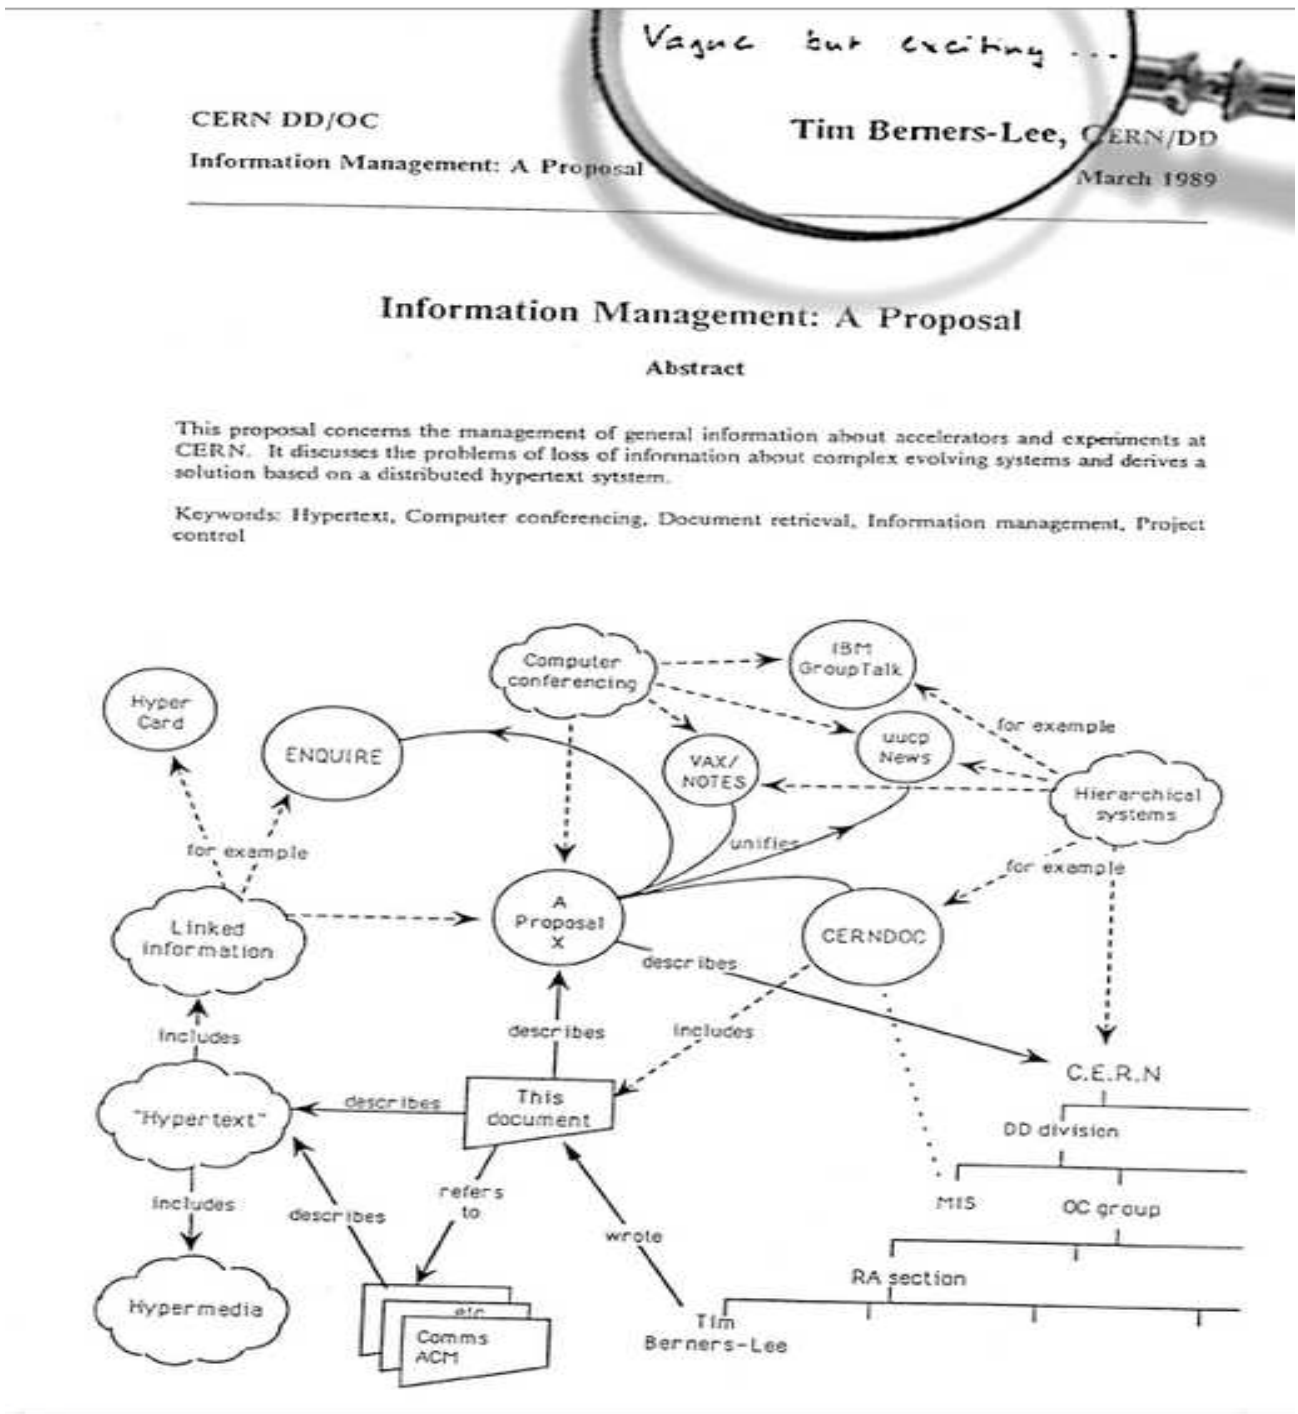 Vague but exciting ...
CERN DD/OC
Tim Berners-Lee, CERN/DD
Information Management: A Proposal
March 1989
Information Management: A Proposal
Abstract
This proposal concerns the management of general information about accelerators and experiments at
CERN. It discusses the problems of loss of information about complex evolving systems and derives a
solution based on a distributed hypertext sytstem.
Keywords: Hypertext, Computer conferencing, Document retrieval, Information management, Project
control
Computer
conferencing
IBM
GroupTalk
Hyper
Card
ENQUIRE
VAX/
NOTES
uucp
News
for example
Hierarchical
systems
for example
unifies
for example
Linked
information
A
Proposal
X
CERNDOC
describes
includes
describes
includes
C.E.R.N
"Hypertext"
describes
This
document
DD division
includes
describes
refers
to
wrote
MIS
OC group
RA section
Hypermedia
etc
Comms
ACM
Tim
Berners-Lee